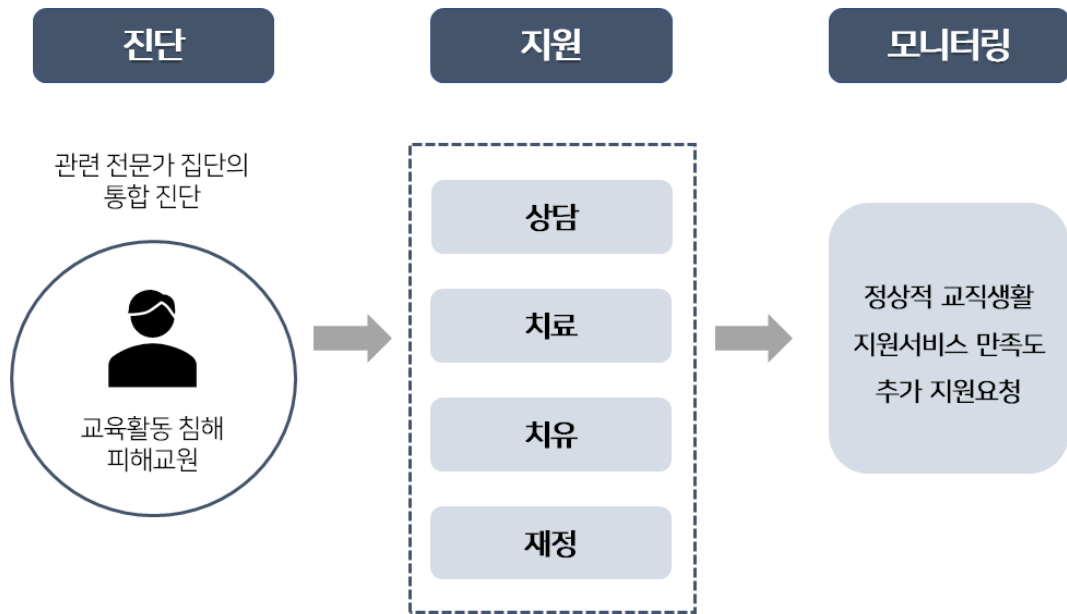 진단
관련 전문가 집단의
통합 진단
교육활동 침해
피해교원
지원
상담
치료
치유
재정
모니터링
정상적 교직생활
지원서비스 만족도
추가 지원요청